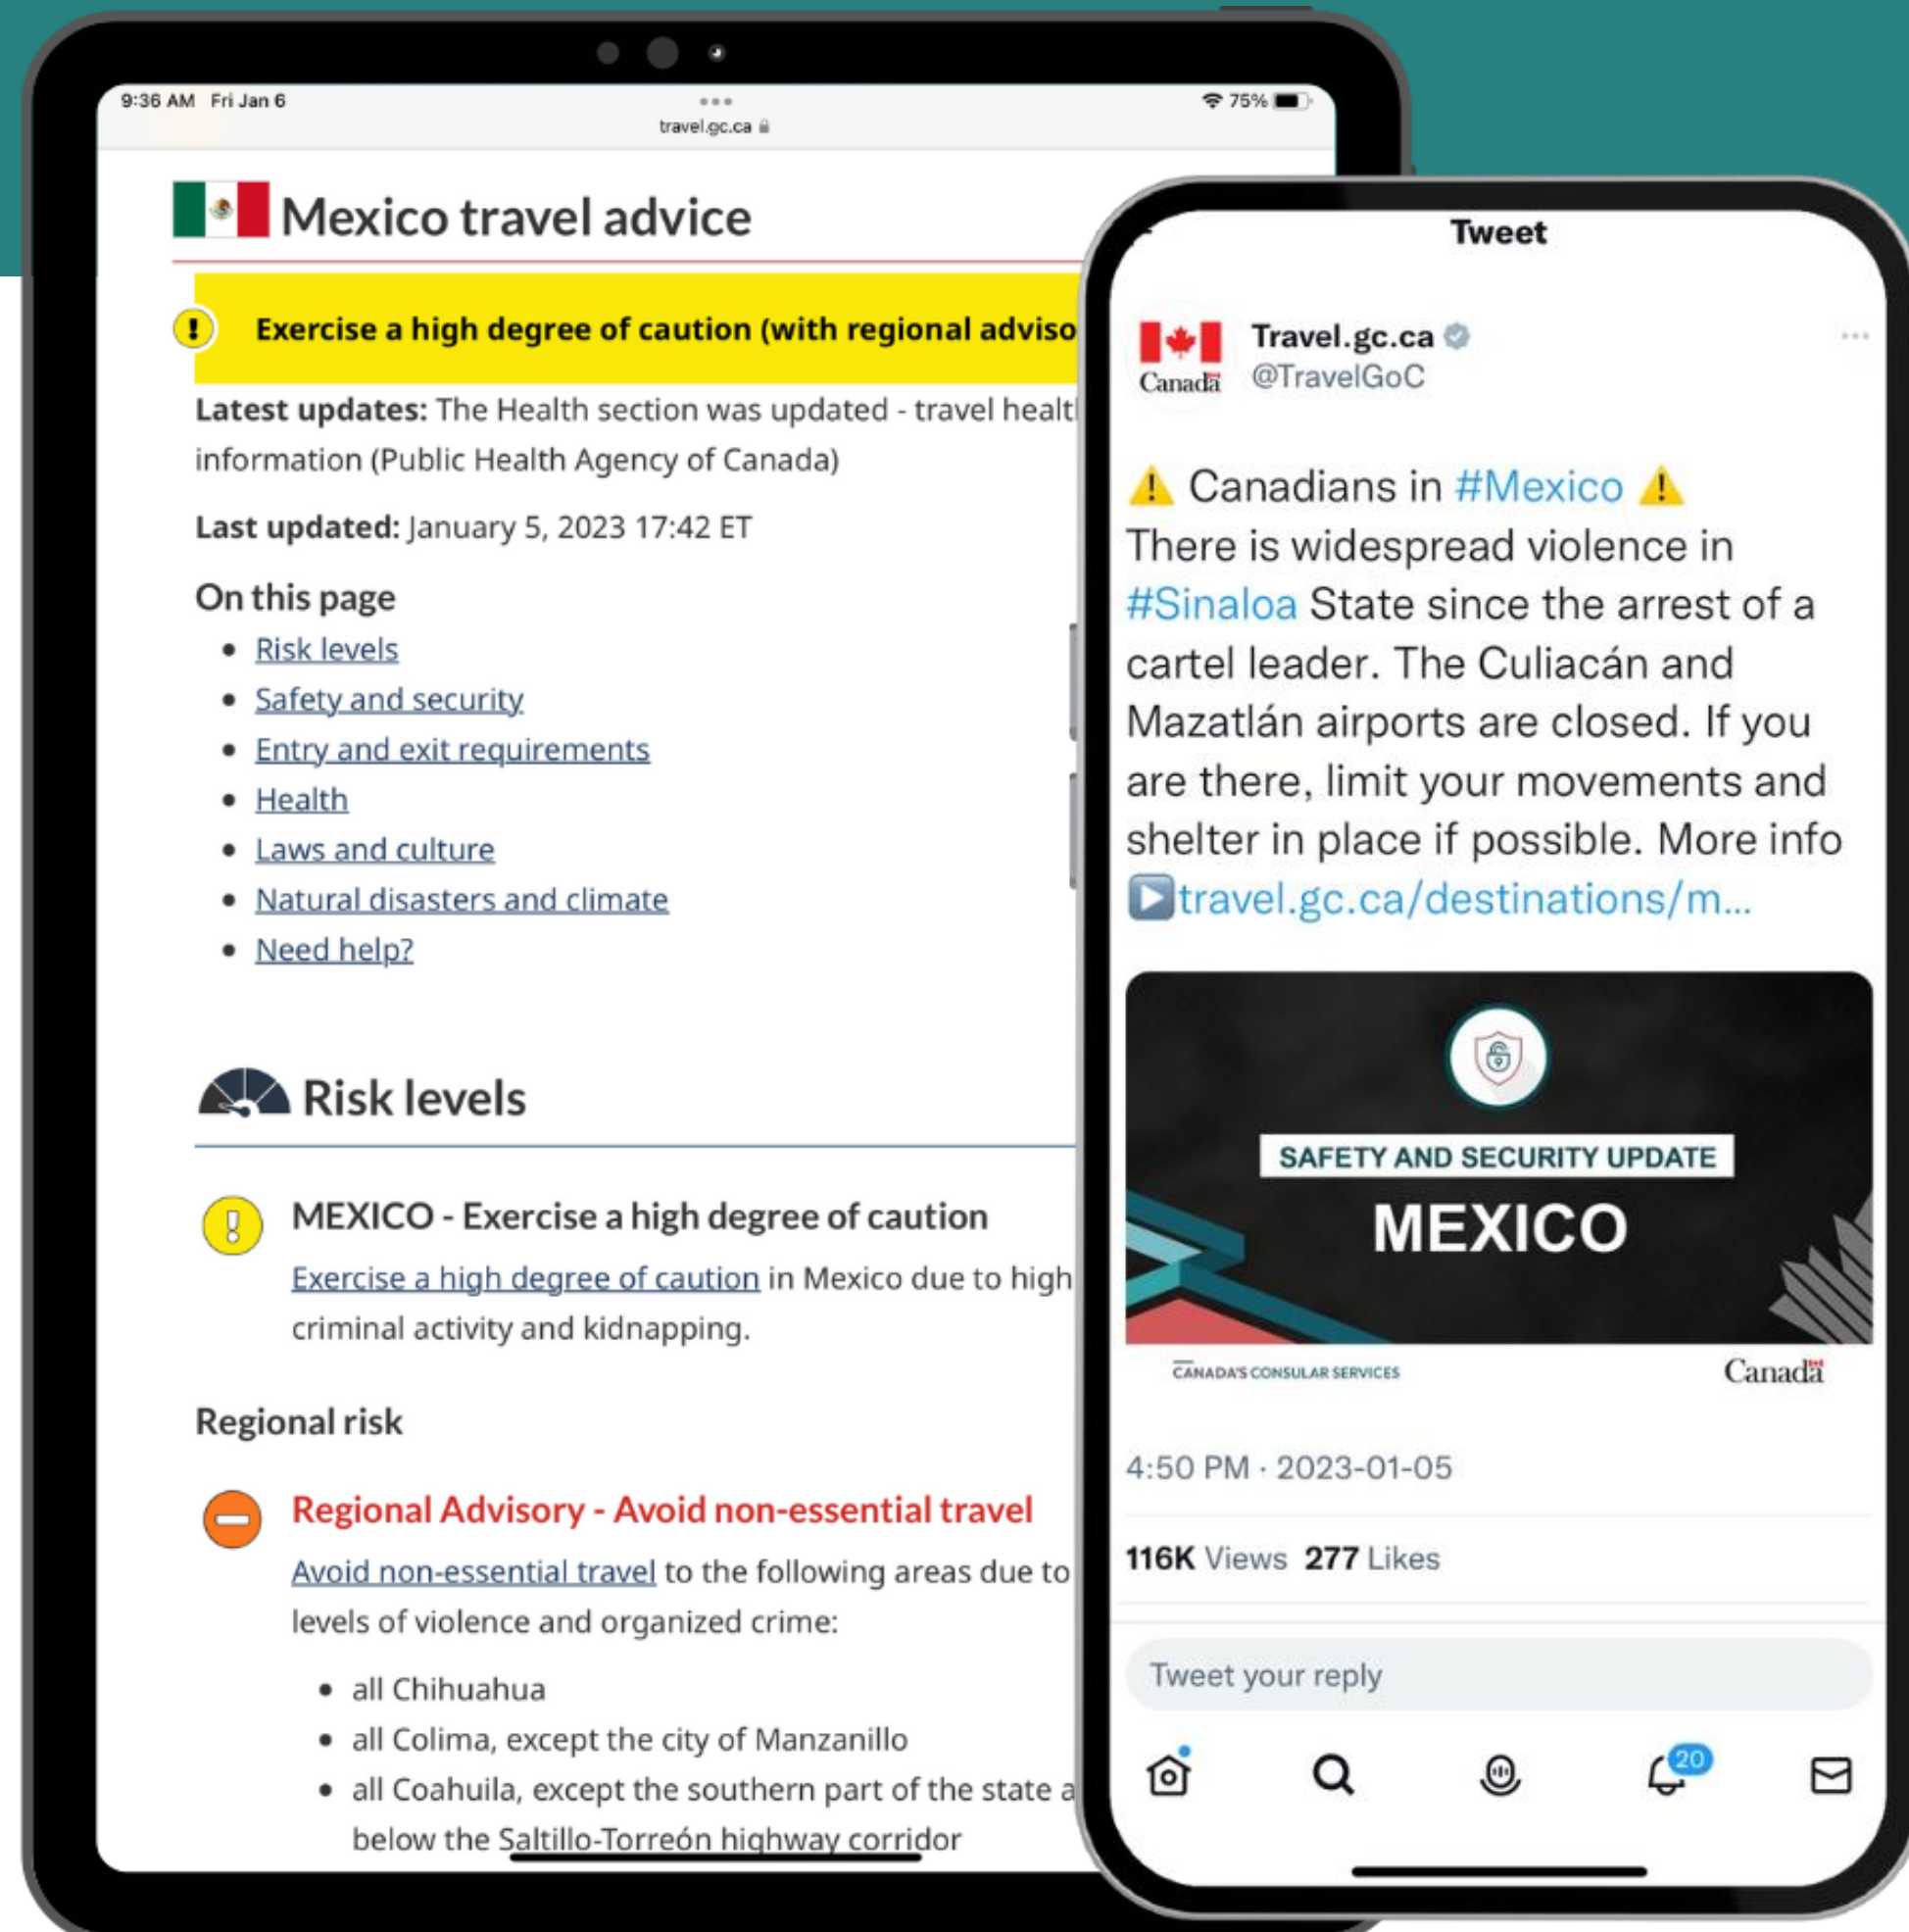 9:36 AM Fri Jan 6
75%
travel.gc.ca
Mexico travel advice
Exercise a high degree of caution (with regional
Latest updates: The Health section was updated - travel
information (Public Health Agency of Canada)
Last updated: January 5, 2023 17:42 ET
On this page
Risk levels
Safety and security
Entry and exit requirements
Health
Laws and culture
Natural disasters and climate
Need help?
Risk levels
MEXICO - Exercise a high degree of caution
Exercise a high degree of caution in Mexico due to high
criminal activity and kidnapping.
Regional risk
Regional Advisory - Avoid non-essential travel
Avoid non-essential travel to the following areas due to
levels of violence and organized crime:
all Chihuahua
all Colima, except the city of Manzanillo
all Coahuila, except the southern part of the state
below the Saltillo-Torreón highway corridor
Tweet
Travel.gc.ca
Canada @TravelGoC
Canadians in #Mexico
There is widespread violence in
#Sinaloa State since the arrest of a
cartel leader. The Culiacán and
Mazatlán airports are closed. If you
are there, limit your movements and
shelter in place if possible. More info
travel.gc.ca/destinations/m...
SAFETY AND SECURITY UPDATE
MEXICO
CANADA'S CONSULAR SERVICES
Canada
4:50 PM · 2023-01-05
116K Views 277 Likes
Tweet your reply
20